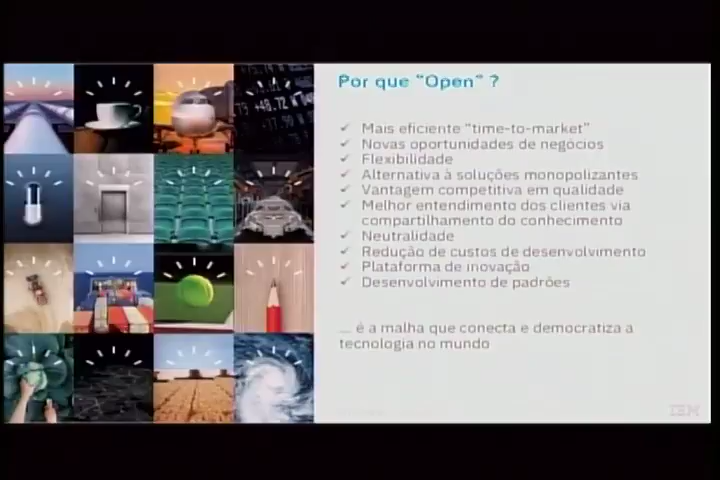 Por que "Open" ?
✓ Mais eficiente "time-to-market"
✓ Novas oportunidades de negócios
✓ Flexibilidade
✓ Alternativa à soluções monopolizantes
✓ Vantagem competitiva em qualidade
✓ Melhor entendimento dos clientes via
compartilhamento do conhecimento
✓ Neutralidade
✓ Redução de custos de desenvolvimento
✓ Plataforma de inovação
✓ Desenvolvimento de padrões
... é a malha que conecta e democratiza a
tecnologia no mundo
IBM